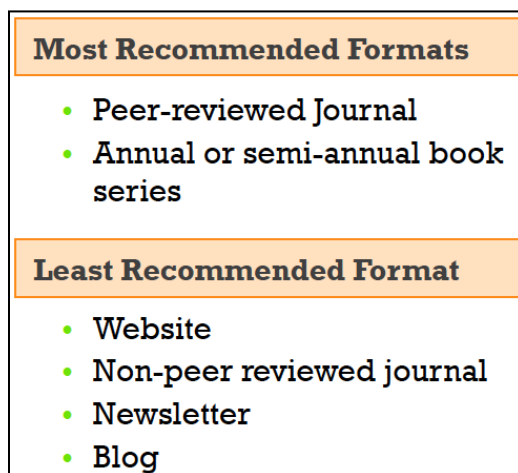 Most Recommended Formats
• Peer-reviewed Journal
• Annual or semi-annual book
series
Least Recommended Format
• Website
• Non-peer reviewed journal
• Newsletter
• Blog